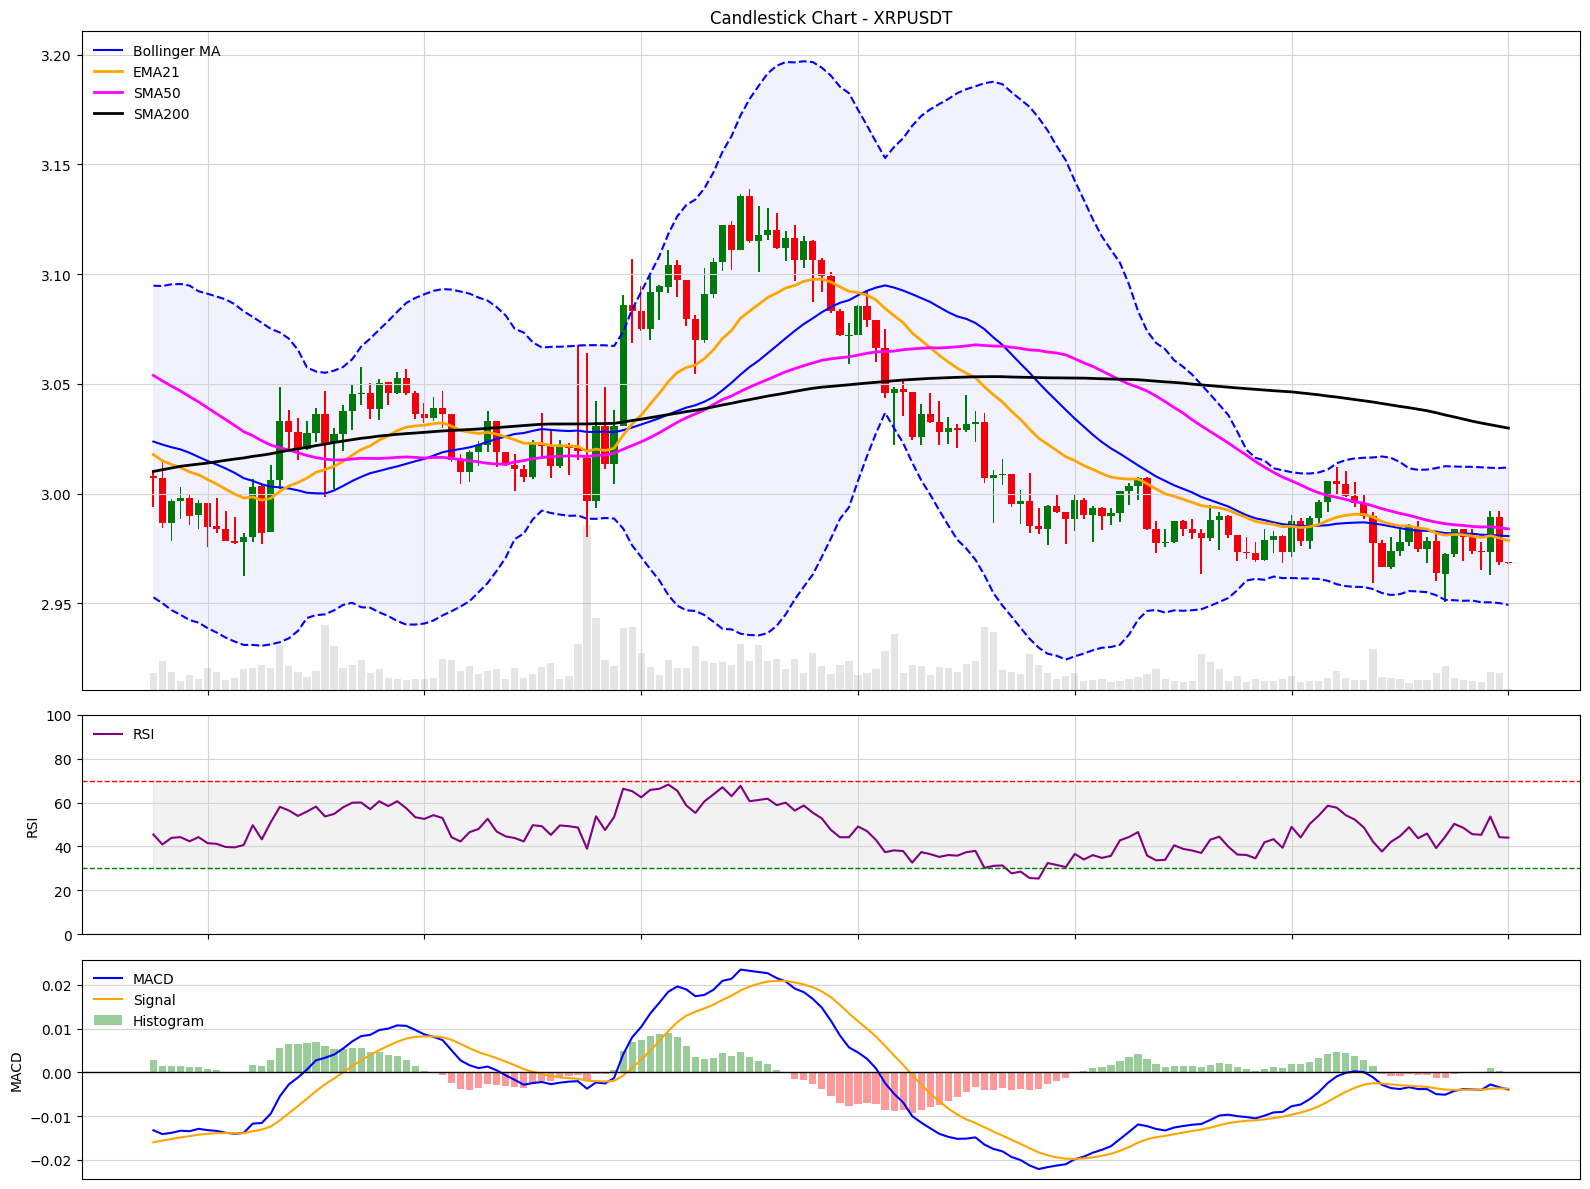 Candlestick Chart - XRPUSDT
Bollinger MA
EMA21
SMA50
SMA200
3.20
3.15
3.10
3.05
3.00
2.95
RSI
100
80
60
40
20
0
RSI
MACD
Signal
Histogram
0.02
0.01
0.00
−0.01
−0.02
MACD